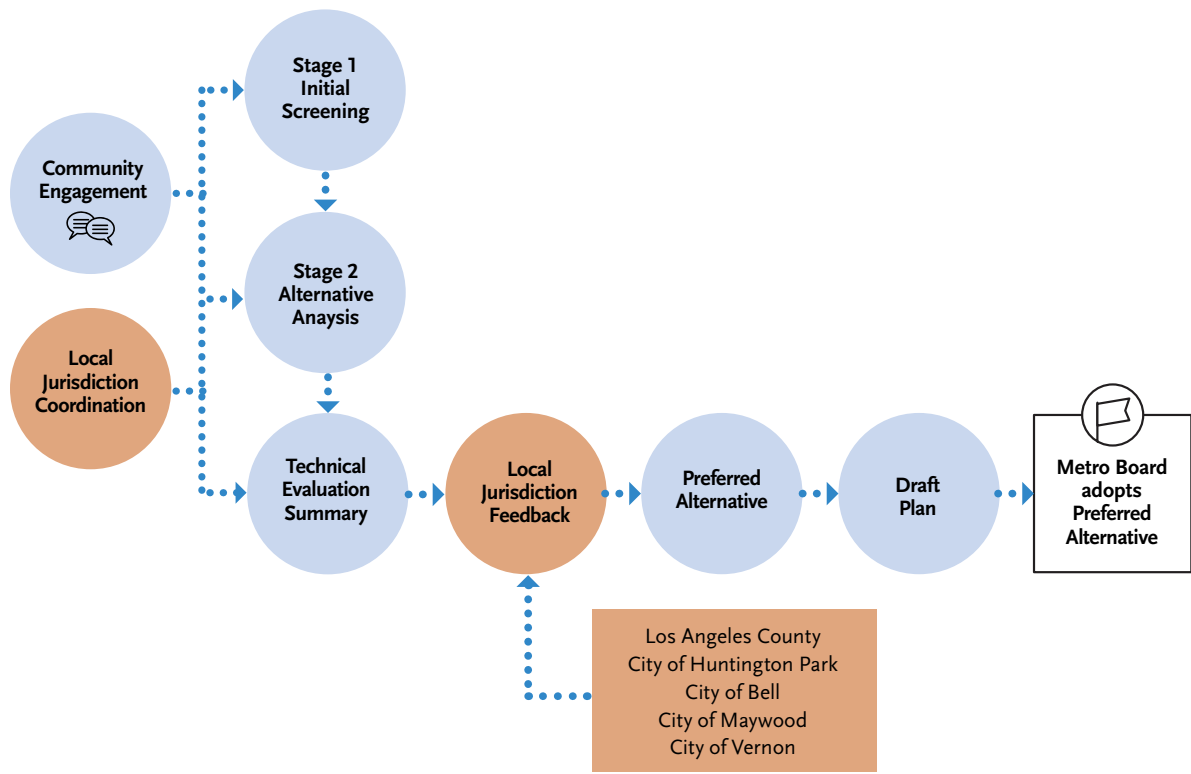 Stage 1
Initial
Screening
Community
Engagement
Stage 2
Alternative
Anaysis
Local
Jurisdiction
Coordination
Technical
Evaluation
Summary
Local
Jurisdiction
Feedback
Preferred
Alternative
Draft
Plan
Metro Board
adopts
Preferred
Alternative
Los Angeles County
City of Huntington Park
City of Bell
City of Maywood
City of Vernon